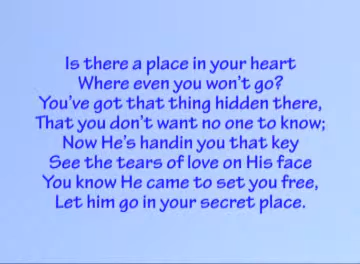 Is there a place in your heart
Where even you won't go?
You've got that thing hidden there,
That you don't want no one to know;
Now He's handin you that key
See the tears of love on His face
You know He came to set you free,
Let him go in your secret place.